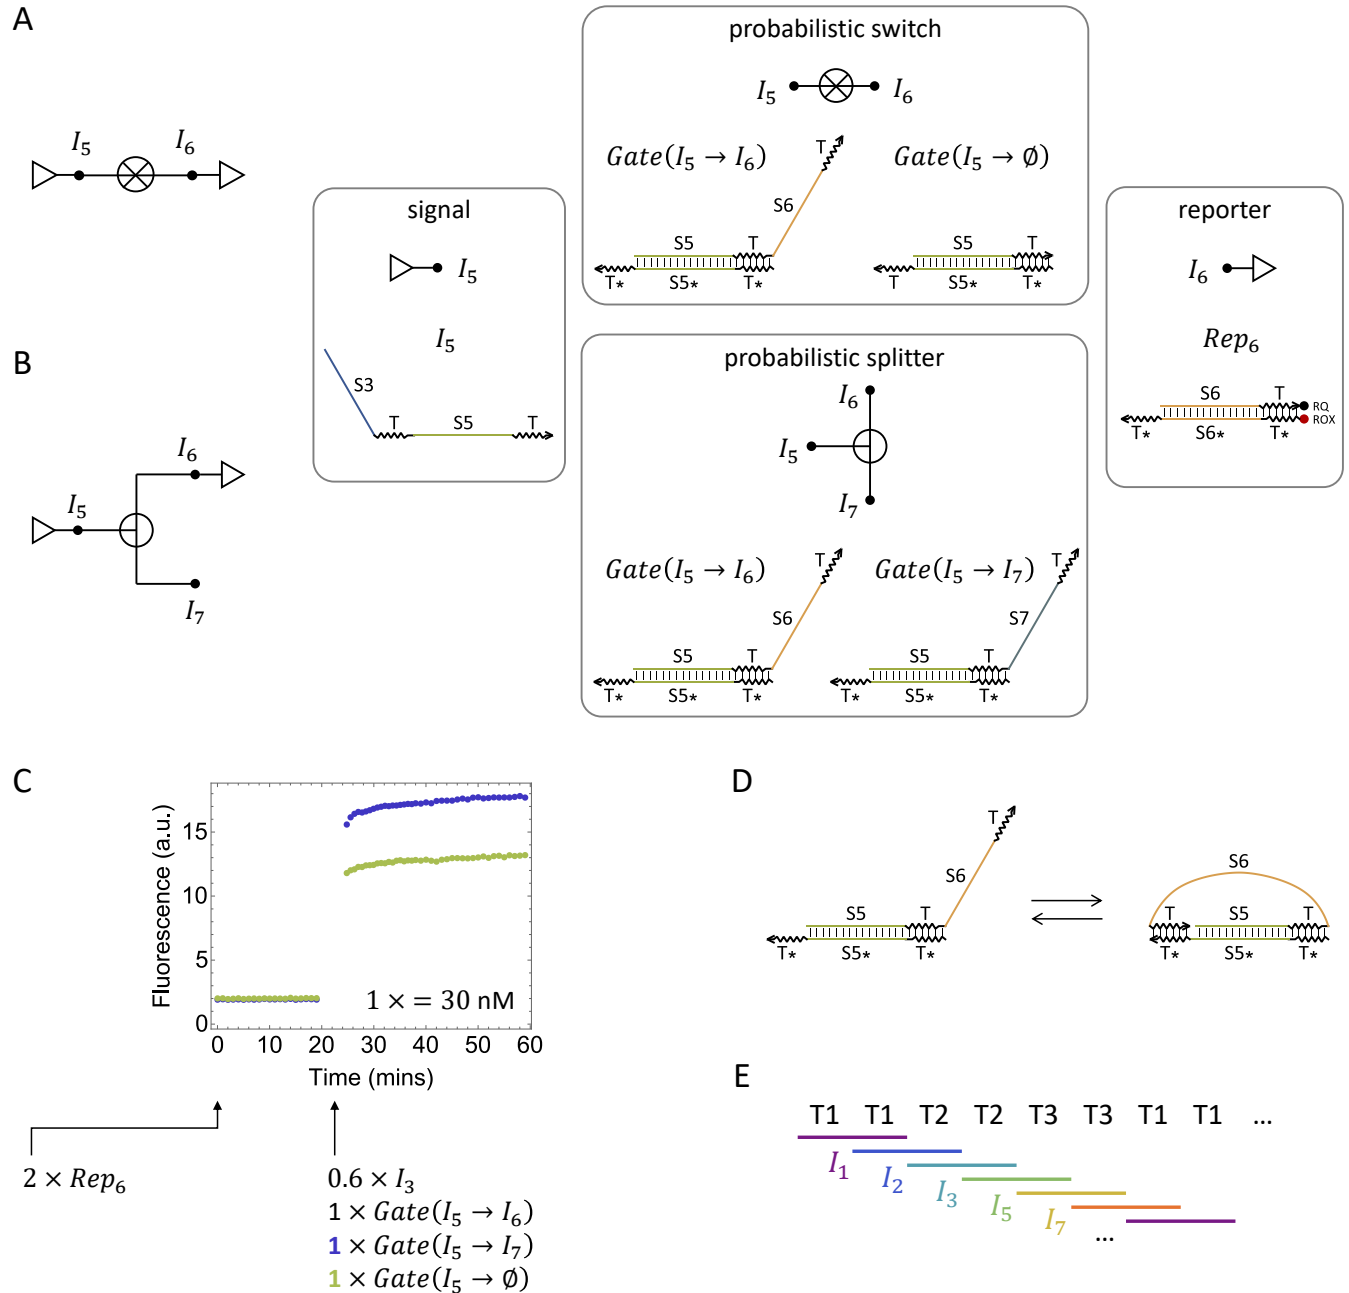 A
I₅
I₆
signal
I₅
I₅
S3
T
S5
T
probabilistic switch
I₅
I₆
Gate(I₅ → I₆)
Gate(I₅ → ∅)
T
S6
S5
T
T*
S5*
T*
S5
T
T
S5*
T*
reporter
I₆
Rep₆
S6
T
RQ
ROX
T*
S6*
T*
B
I₆
I₅
I₇
probabilistic splitter
I₆
I₅
I₇
Gate(I₅ → I₆)
Gate(I₅ → I₇)
T
S6
S5
T
T*
S5*
T*
T
S7
S5
T
T*
S5*
T*
C
Fluorescence (a.u.)
15
10
5
0
1 × = 30 nM
0 10 20 30 40 50 60
Time (mins)
2 × Rep₆
0.6 × I₃
1 × Gate(I₅ → I₆)
1 × Gate(I₅ → I₇)
1 × Gate(I₅ → ∅)
D
T
S6
S5
T
T*
S5*
T*
S6
T
S5
T
T*
S5*
T*
E
T1 T1 T2 T2 T3 T3 T1 T1 ...
I₁
I₂
I₃
I₅
I₇
...